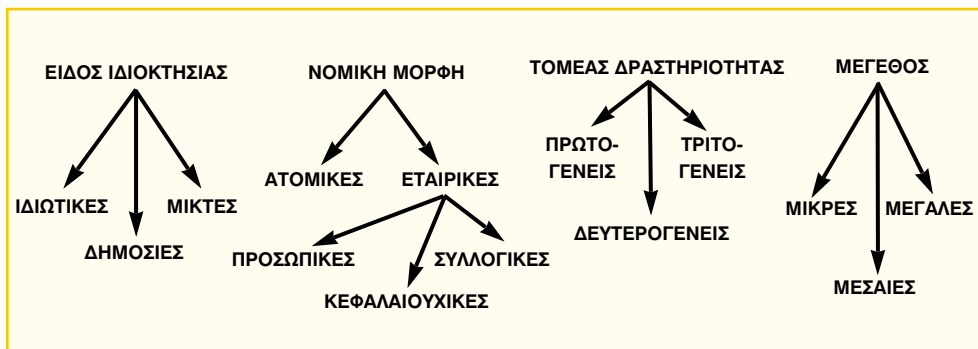 ΕΙΔΟΣ ΙΔΙΟΚΤΗΣΙΑΣ
ΙΔΙΩΤΙΚΕΣ
ΜΙΚΤΕΣ
ΔΗΜΟΣΙΕΣ
ΝΟΜΙΚΗ ΜΟΡΦΗ
ΑΤΟΜΙΚΕΣ
ΕΤΑΙΡΙΚΕΣ
ΠΡΟΣΩΠΙΚΕΣ
ΣΥΛΛΟΓΙΚΕΣ
ΚΕΦΑΛΑΙΟΥΧΙΚΕΣ
ΤΟΜΕΑΣ ΔΡΑΣΤΗΡΙΟΤΗΤΑΣ
ΠΡΩΤΟ-
ΓΕΝΕΙΣ
ΤΡΙΤΟ-
ΓΕΝΕΙΣ
ΔΕΥΤΕΡΟΓΕΝΕΙΣ
ΜΕΓΕΘΟΣ
ΜΙΚΡΕΣ
ΜΕΓΑΛΕΣ
ΜΕΣΑΙΕΣ